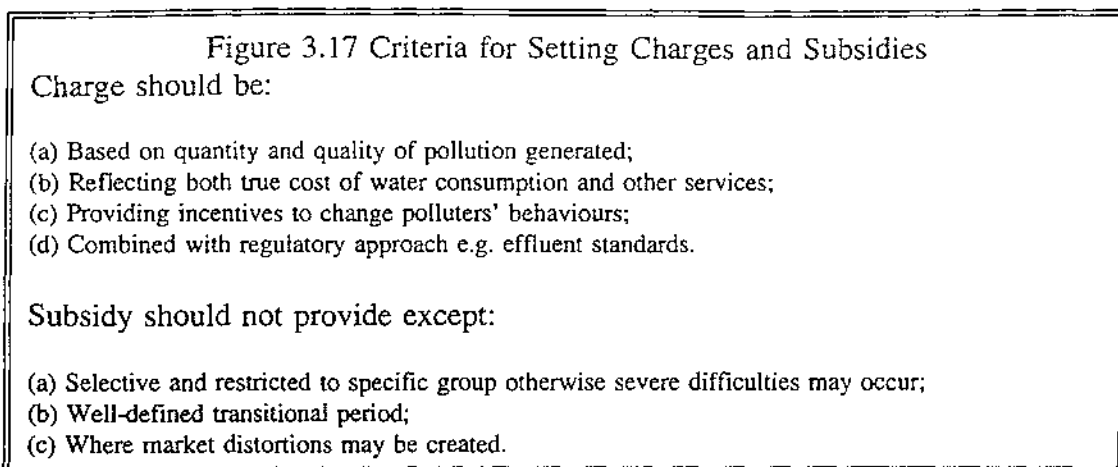 Figure 3.17 Criteria for Setting Charges and Subsidies
Charge should be:
(a) Based on quantity and quality of pollution generated;
(b) Reflecting both true cost of water consumption and other services;
(c) Providing incentives to change polluters' behaviours;
(d) Combined with regulatory approach e.g. effluent standards.
Subsidy should not provide except:
(a) Selective and restricted to specific group otherwise severe difficulties may occur;
(b) Well-defined transitional period;
(c) Where market distortions may be created.